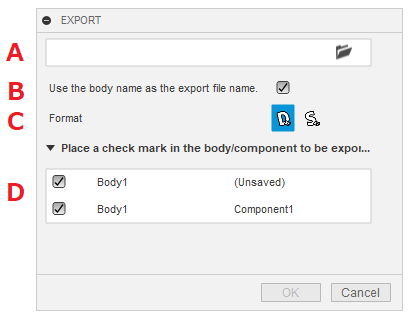 EXPORT
A
B Use the body name as the export file name.
C Format D S
Place a check mark in the body/component to be expor...
D Body1 (Unsaved)
Body1 Component1
OK Cancel